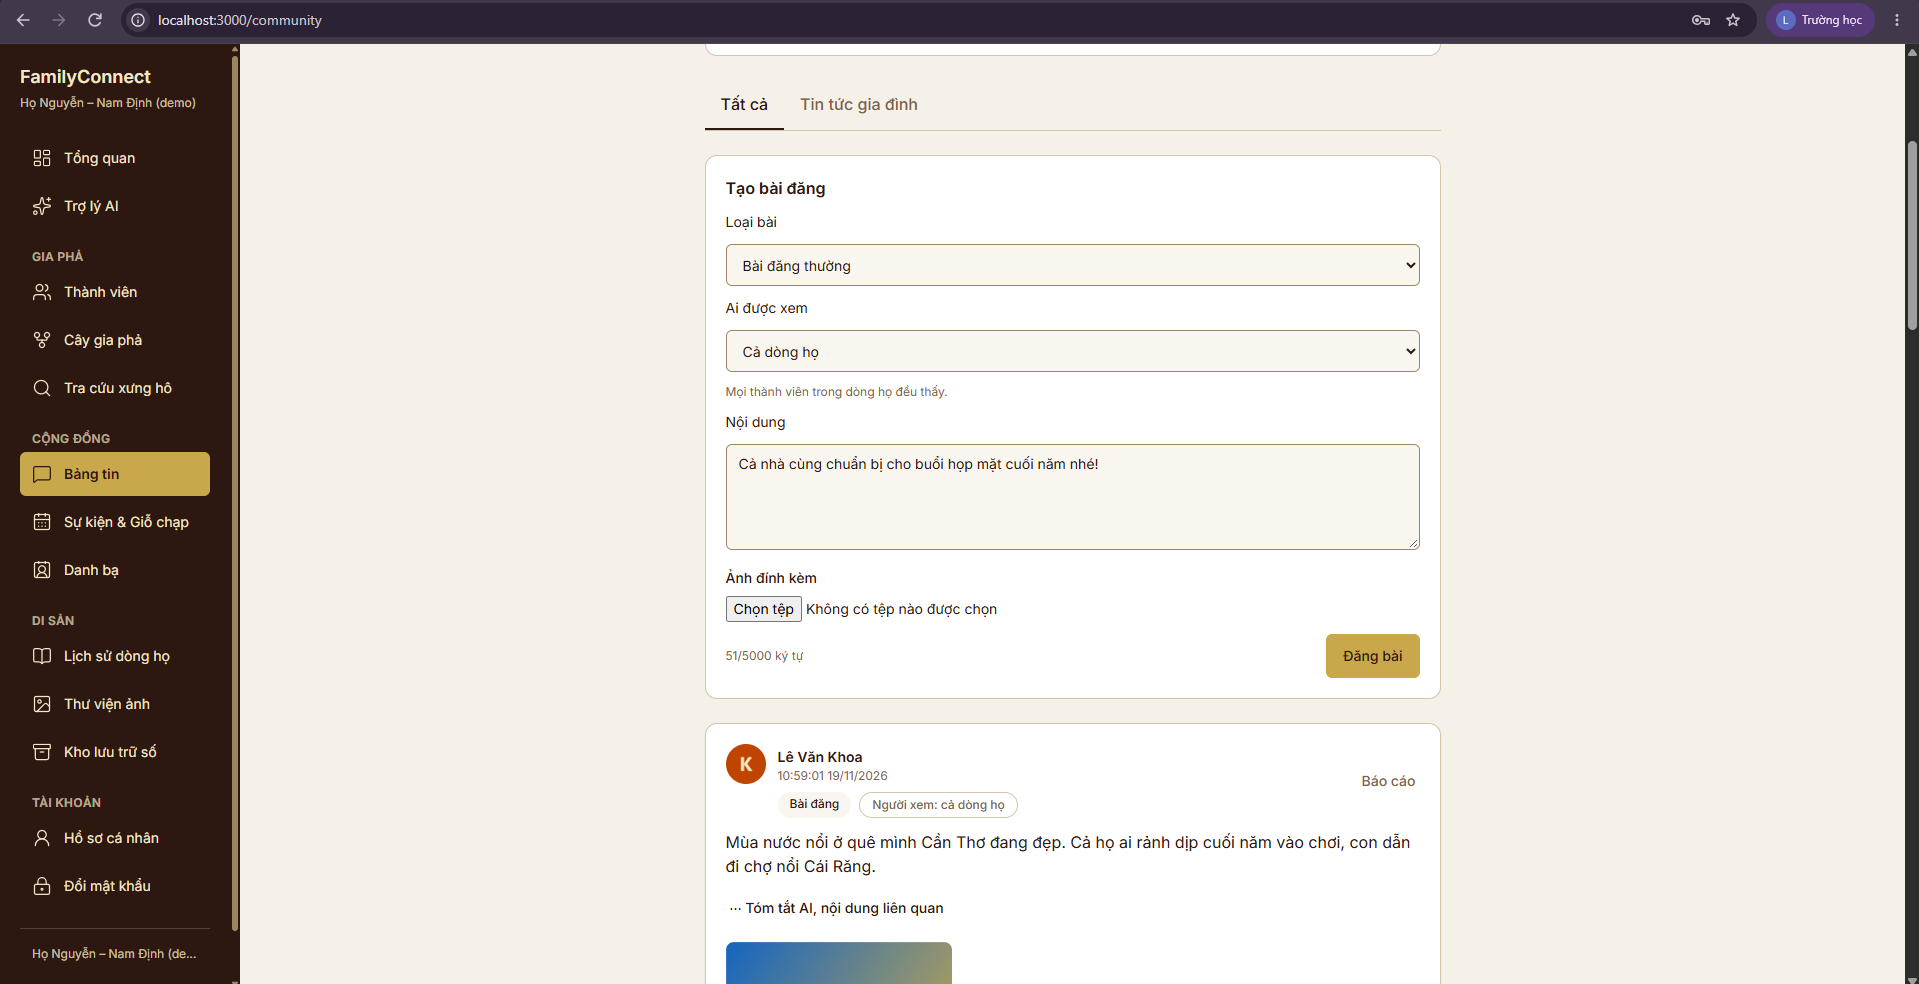 localhost:3000/community
L Trường học
FamilyConnect
Họ Nguyễn – Nam Định (demo)
Tổng quan
Trợ lý AI
GIA PHẢ
Thành viên
Cây gia phả
Tra cứu xưng hô
CỘNG ĐỒNG
Bảng tin
Sự kiện & Giỗ chạp
Danh bạ
DI SẢN
Lịch sử dòng họ
Thư viện ảnh
Kho lưu trữ số
TÀI KHOẢN
Hồ sơ cá nhân
Đổi mật khẩu
Họ Nguyễn – Nam Định (de...
Tất cả Tin tức gia đình
Tạo bài đăng
Loại bài
Bài đăng thường
Ai được xem
Cả dòng họ
Mọi thành viên trong dòng họ đều thấy.
Nội dung
Cả nhà cùng chuẩn bị cho buổi họp mặt cuối năm nhé!
Ảnh đính kèm
Chọn tệp Không có tệp nào được chọn
51/5000 ký tự
Đăng bài
K
Lê Văn Khoa
10:59:01 19/11/2026
Báo cáo
Bài đăng Người xem: cả dòng họ
Mùa nước nổi ở quê mình Cần Thơ đang đẹp. Cả họ ai rảnh dịp cuối năm vào chơi, con dẫn
đi chợ nổi Cái Răng.
··· Tóm tắt AI, nội dung liên quan